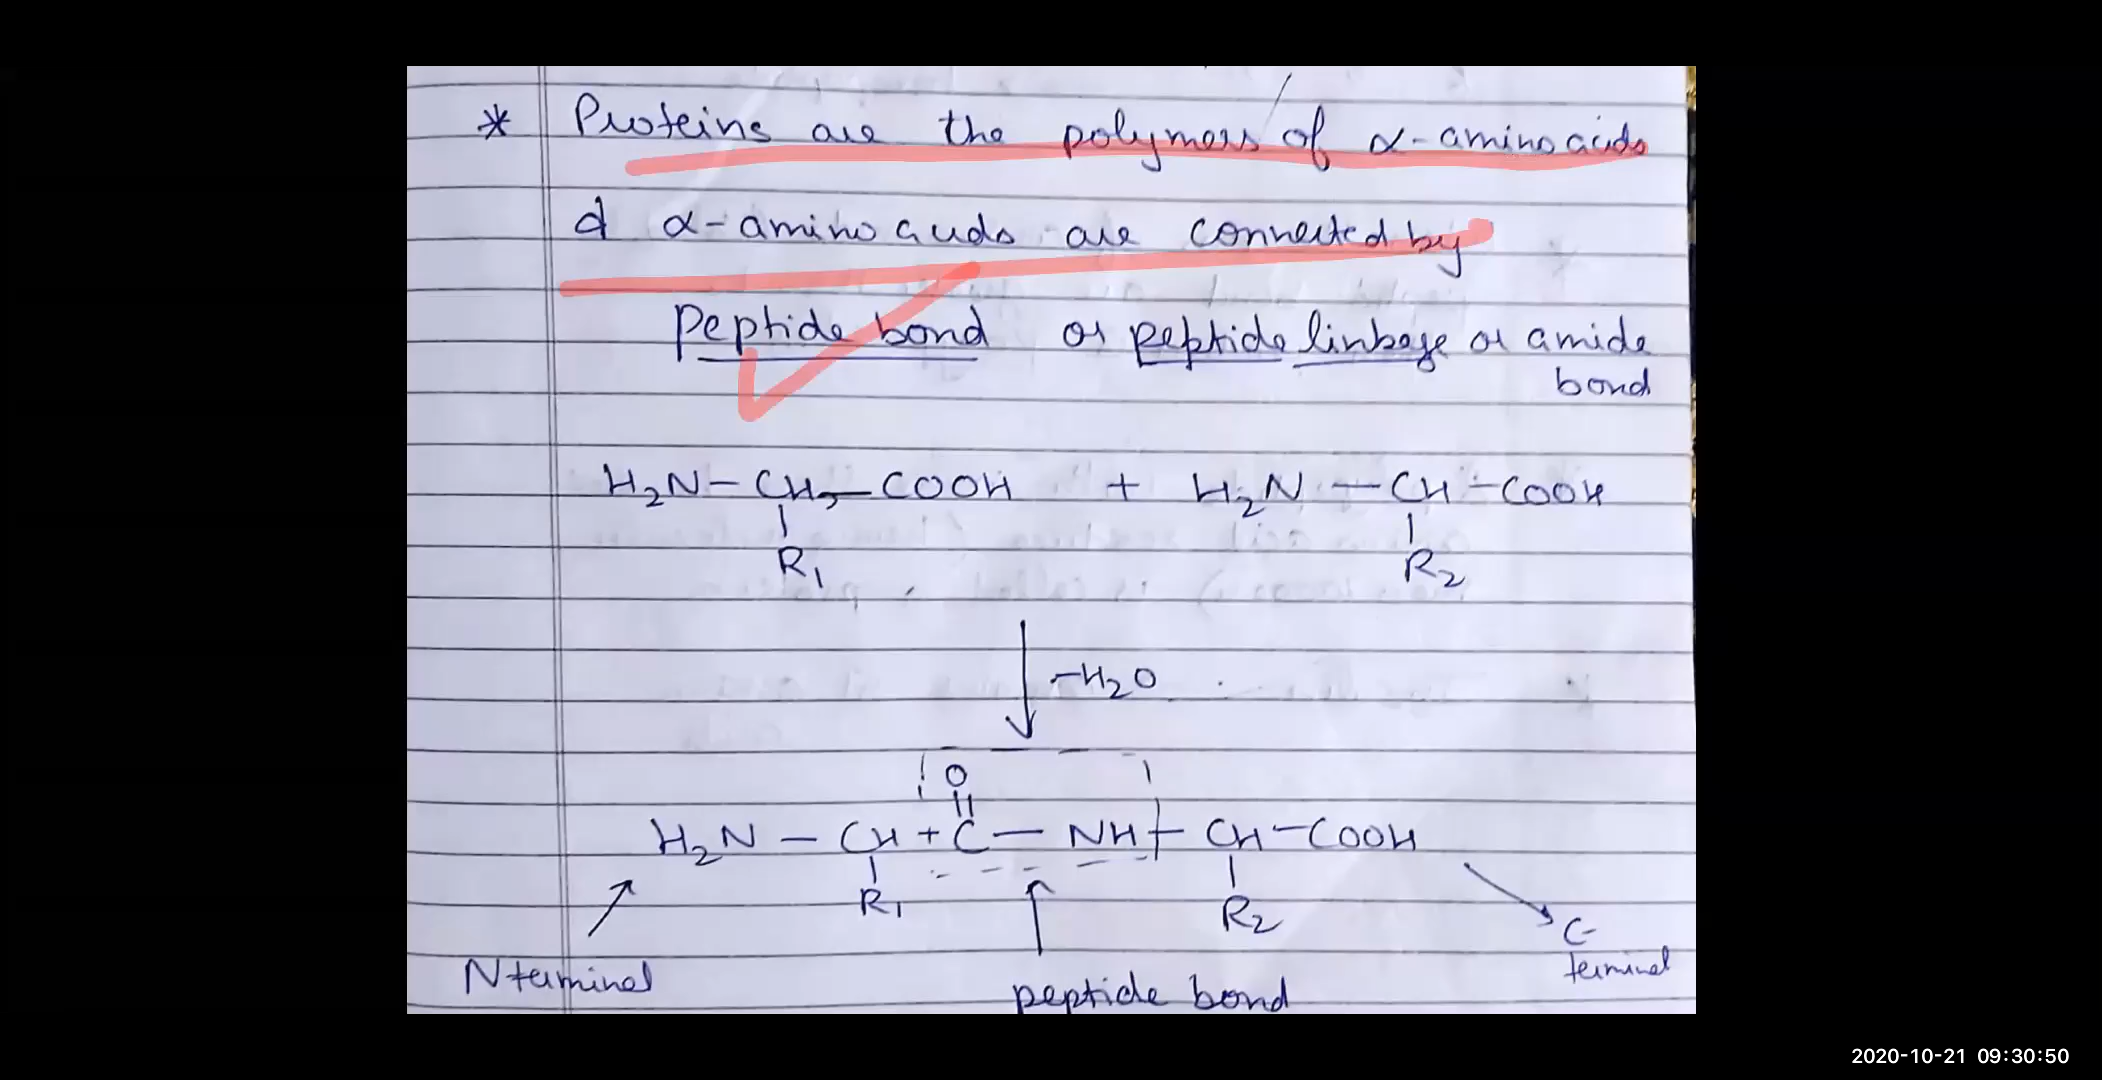 * Proteins are the polymers of α-amino acids
& α-amino acids are connected by
peptide bond or peptide linkage or amide
bond
H₂N – CH – COOH + H₂N – CH – COOH
R₁ R₂
-H₂O
O
H₂N – CH + C – NH + CH – COOH
R₁ R₂
N terminal
C-
terminal
peptide bond
2020-10-21 09:30:50